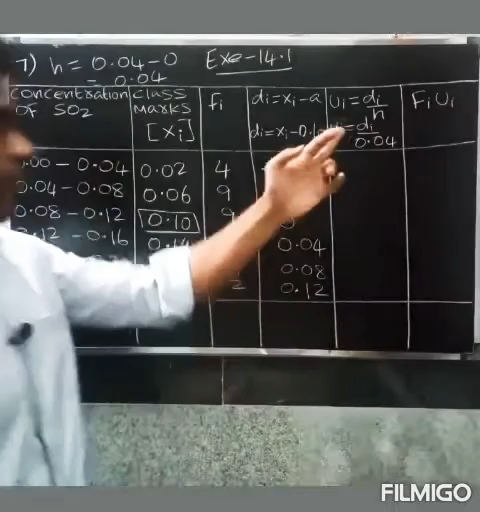 7) h = 0.04-0 Exe-14.1
= 0.04
Concentration of SO2 Class Marks [xi] fi di=xi-a Ui=di/h FiUi
di=xi-0.10 di/0.04
0.00 - 0.04 0.02 4
0.04 - 0.08 0.06 9
0.08 - 0.12 0.10 9 0
0.12 - 0.16 0.14 0.04
0.08
2 0.12
FILMIGO